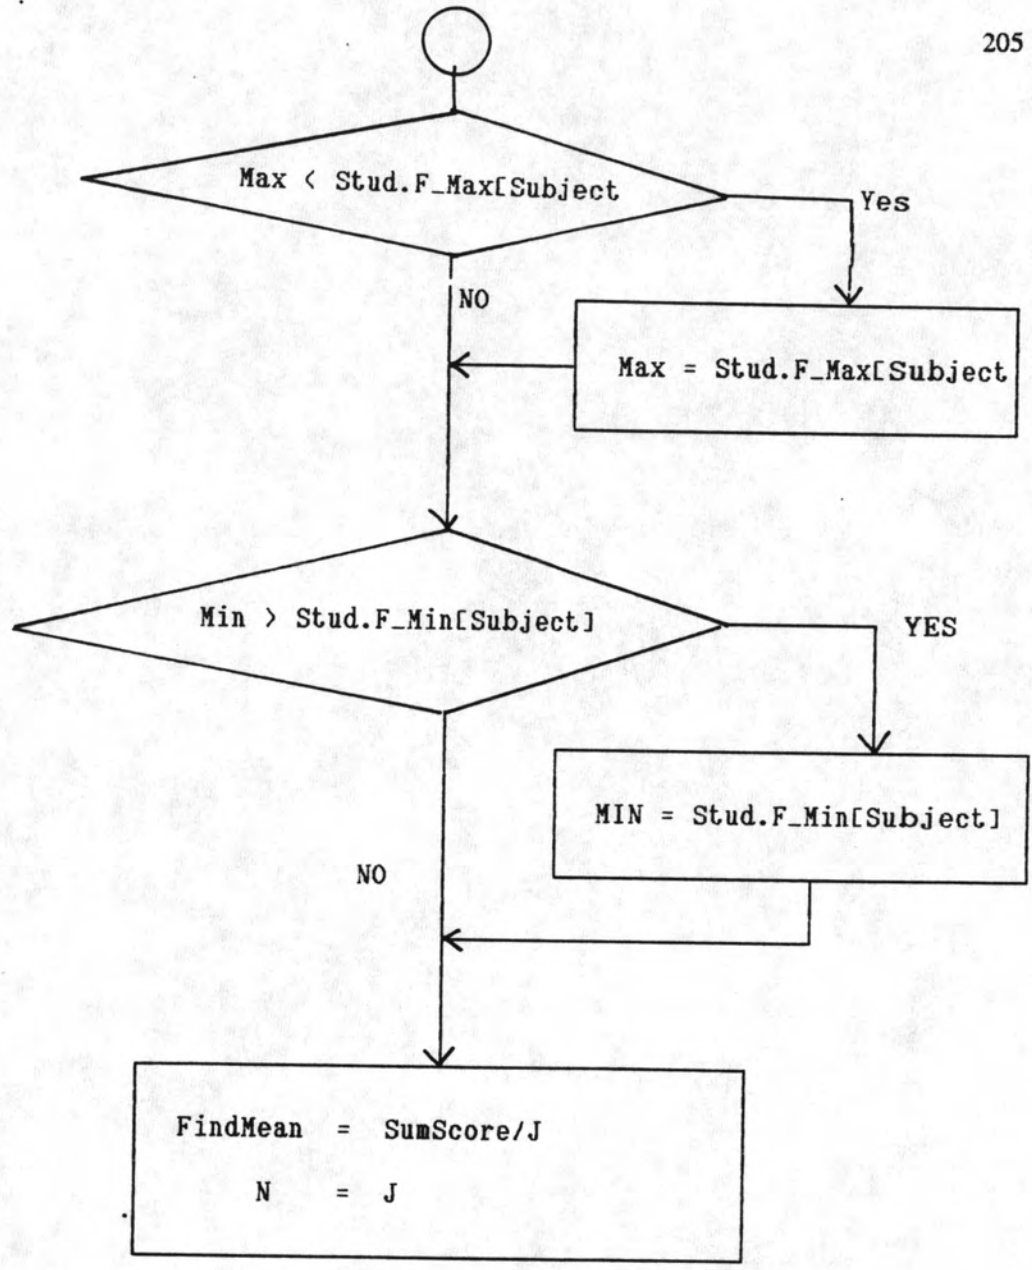 205
Max < Stud.F_Max[Subject
Yes
NO
Max = Stud.F_Max[Subject
Min > Stud.F_Min[Subject]
YES
MIN = Stud.F_Min[Subject]
NO
FindMean = SumScore/J
N = J